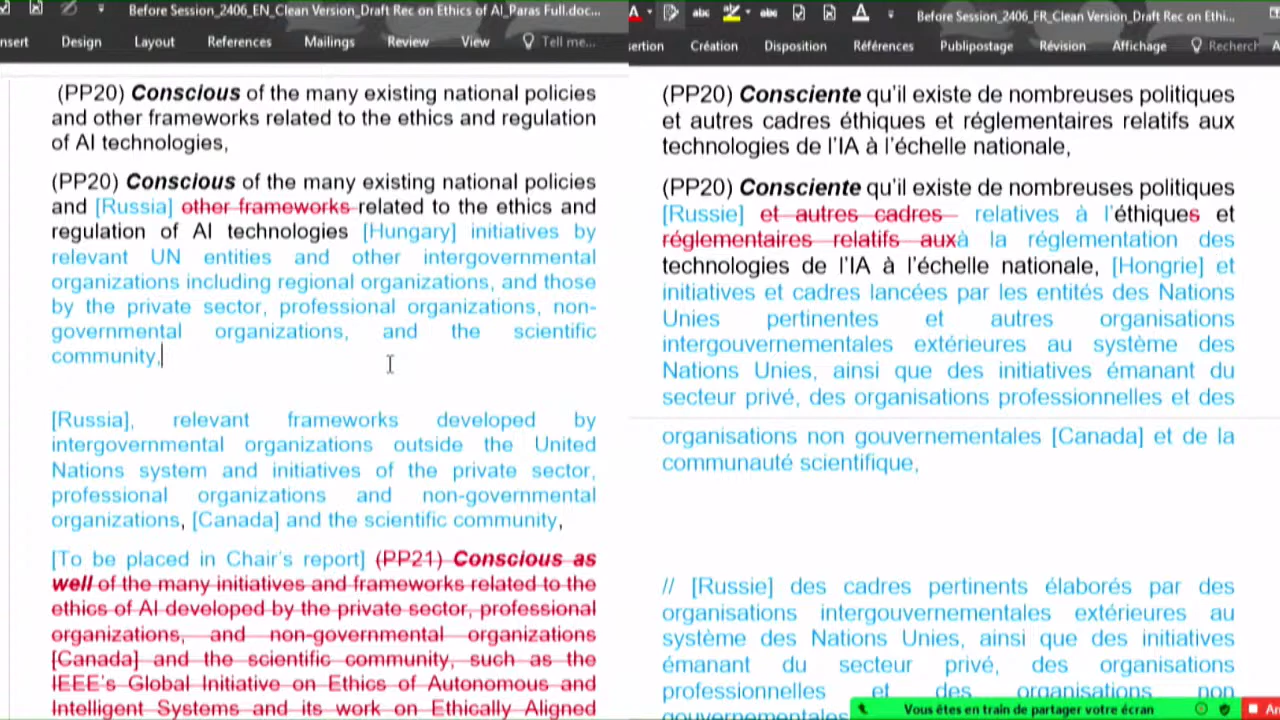 Before Session_2406_EN_Clean Version_Draft Rec on Ethics of AI_Paras Full.doc...
nsert Design Layout References Mailings Review View Tell me...
(PP20) Conscious of the many existing national policies
and other frameworks related to the ethics and regulation
of AI technologies,
(PP20) Conscious of the many existing national policies
and [Russia] other frameworks related to the ethics and
regulation of AI technologies [Hungary] initiatives by
relevant UN entities and other intergovernmental
organizations including regional organizations, and those
by the private sector, professional organizations, non-
governmental organizations, and the scientific
community,
[Russia], relevant frameworks developed by
intergovernmental organizations outside the United
Nations system and initiatives of the private sector,
professional organizations and non-governmental
organizations, [Canada] and the scientific community,
[To be placed in Chair's report] (PP21) Conscious as
well of the many initiatives and frameworks related to the
ethics of AI developed by the private sector, professional
organizations, and non-governmental organizations
[Canada] and the scientific community, such as the
IEEE's Global Initiative on Ethics of Autonomous and
Intelligent Systems and its work on Ethically Aligned
Before Session_2406_FR_Clean Version_Draft Rec on Ethi...
sertion Création Disposition Références Publipostage Révision Affichage Recherch
(PP20) Consciente qu'il existe de nombreuses politiques
et autres cadres éthiques et réglementaires relatifs aux
technologies de l'IA à l'échelle nationale,
(PP20) Consciente qu'il existe de nombreuses politiques
[Russie] et autres cadres relatives à l'éthiques et
réglementaires relatifs auxà la réglementation des
technologies de l'IA à l'échelle nationale, [Hongrie] et
initiatives et cadres lancées par les entités des Nations
Unies pertinentes et autres organisations
intergouvernementales extérieures au système des
Nations Unies, ainsi que des initiatives émanant du
secteur privé, des organisations professionnelles et des
organisations non gouvernementales [Canada] et de la
communauté scientifique,
// [Russie] des cadres pertinents élaborés par des
organisations intergouvernementales extérieures au
système des Nations Unies, ainsi que des initiatives
émanant du secteur privé, des organisations
professionnelles et des organisations non
gouvernementales
Vous êtes en train de partager votre écran